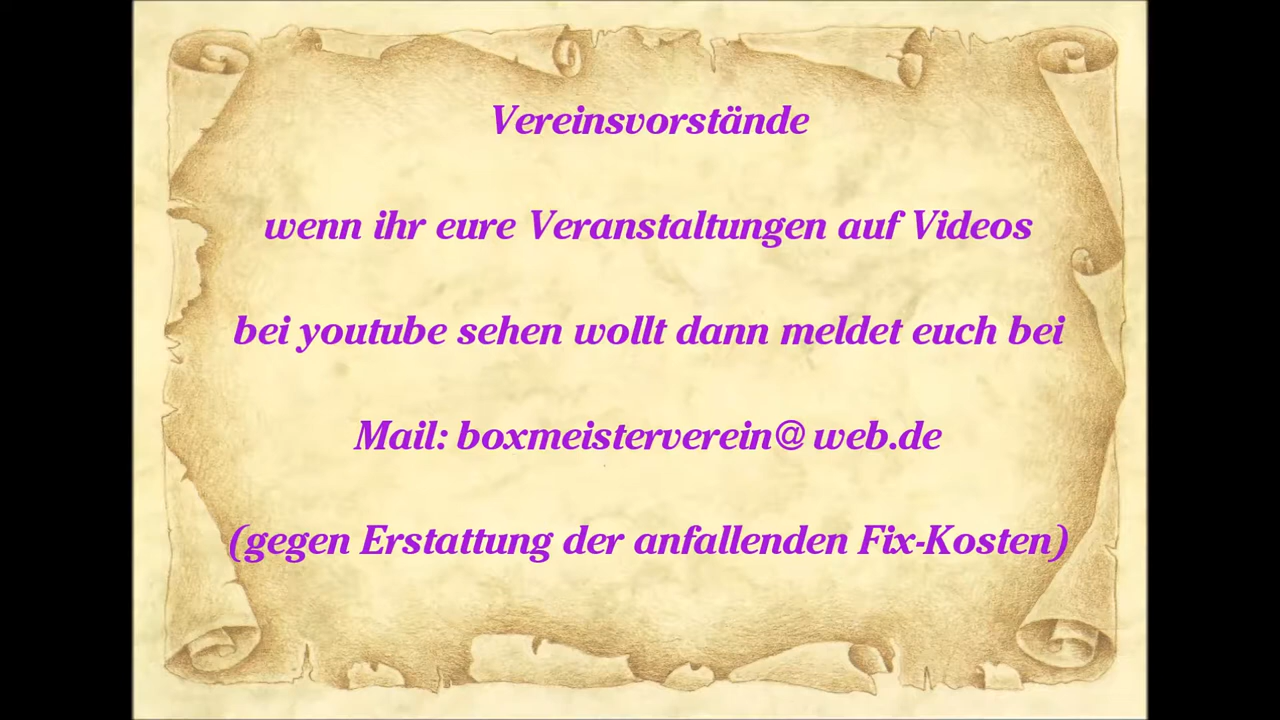 Vereinsvorstände
wenn ihr eure Veranstaltungen auf Videos
bei youtube sehen wollt dann meldet euch bei
Mail: boxmeisterverein@web.de
(gegen Erstattung der anfallenden Fix-Kosten)